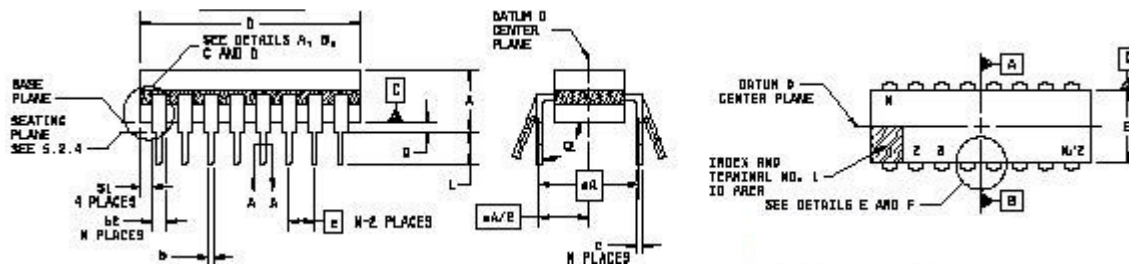 D
SEE DETAILS A, B,
C AND D
BASE
PLANE
SEATING
PLANE
SEE 5.2.4
C
A
Q
L
S1
4 PLACES
b2
N PLACES
b
A A
e N-2 PLACES
DATUM D
CENTER
PLANE
α
eA
eA/2
c
N PLACES
DATUM D
CENTER PLANE
A
N
E
1 2 3 N/2
INDEX AND
TERMINAL NO. 1
ID AREA
SEE DETAILS E AND F
B